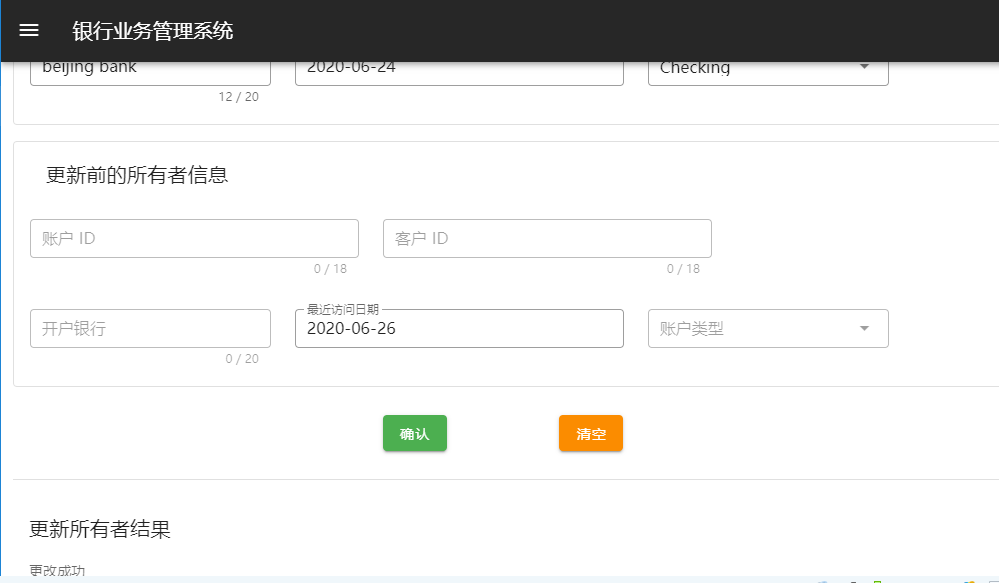 银行业务管理系统
beijing bank 2020-06-24 Checking
12 / 20
更新前的所有者信息
账户 ID 客户 ID
0 / 18 0 / 18
最近访问日期
开户银行 2020-06-26 账户类型
0 / 20
确认 清空
更新所有者结果
更改成功